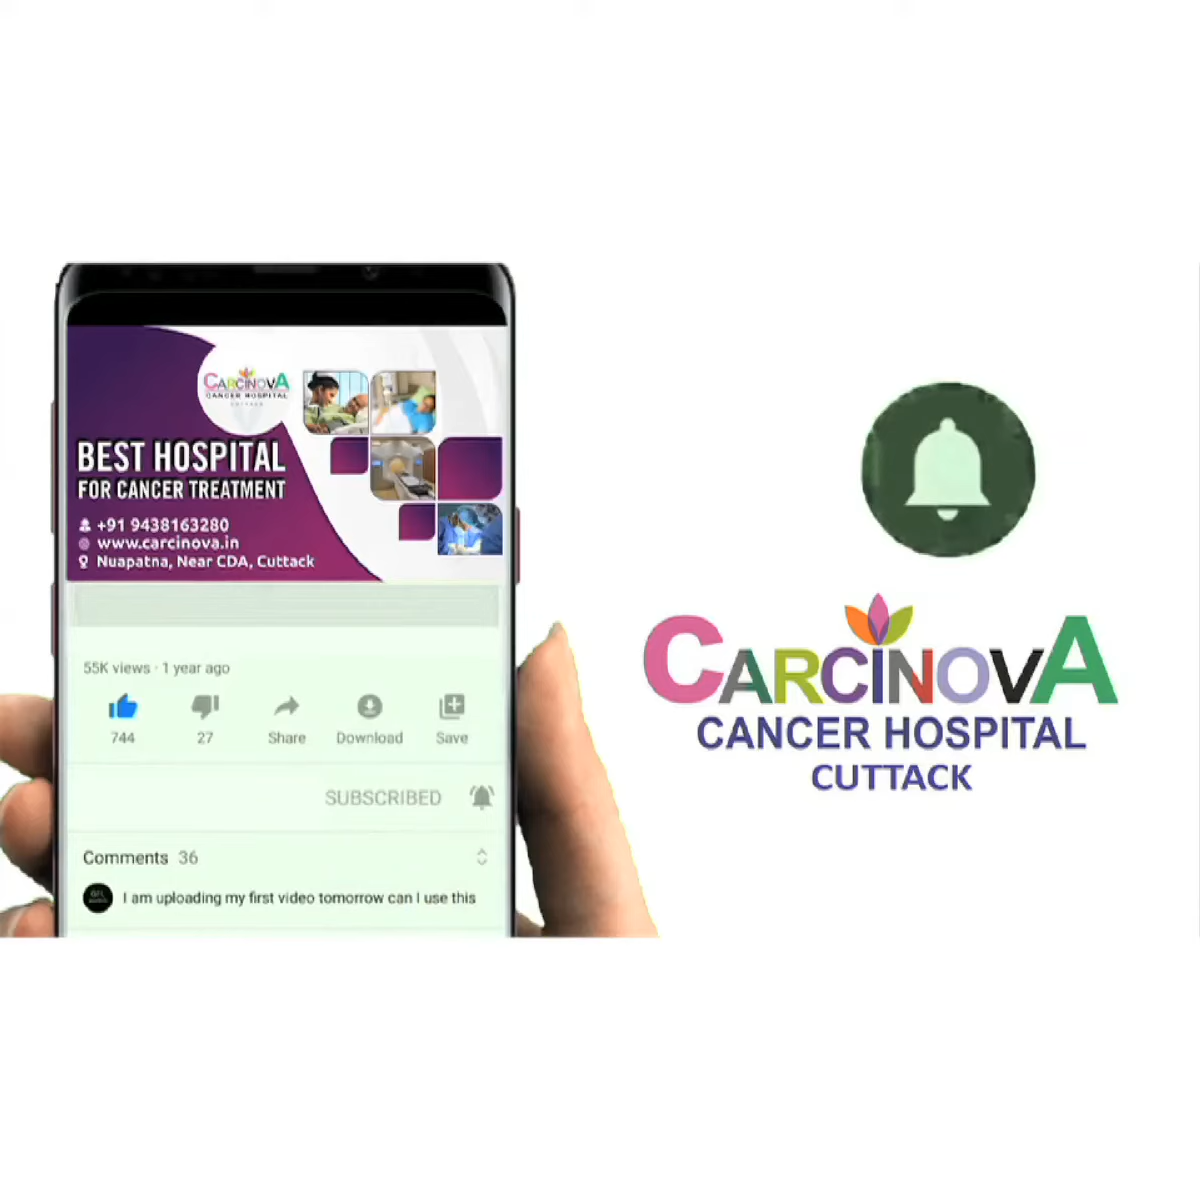 CARCINOVA
CANCER HOSPITAL
CUTTACK
BEST HOSPITAL
FOR CANCER TREATMENT
+91 9438163280
www.carcinova.in
Nuapatna, Near CDA, Cuttack
55K views · 1 year ago
744
27
Share
Download
Save
SUBSCRIBED
Comments 36
I am uploading my first video tomorrow can I use this
CARCINOVA
CANCER HOSPITAL
CUTTACK